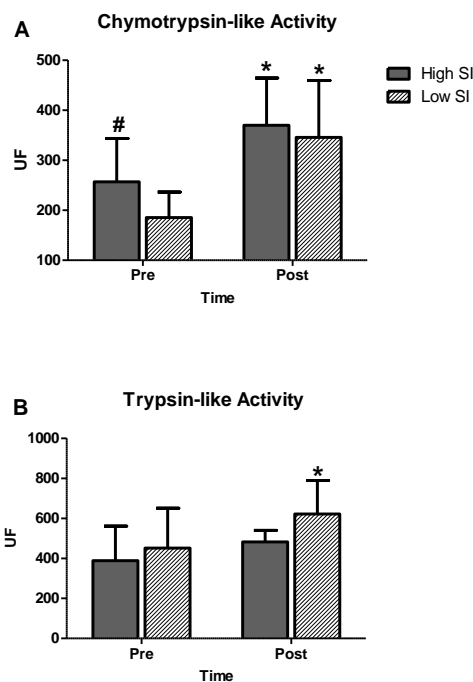 A
Chymotrypsin-like Activity
500
400
300
200
100
UF
#
*
*
High SI
Low SI
Pre
Post
Time
B
Trypsin-like Activity
1000
800
600
400
200
0
UF
*
Pre
Post
Time